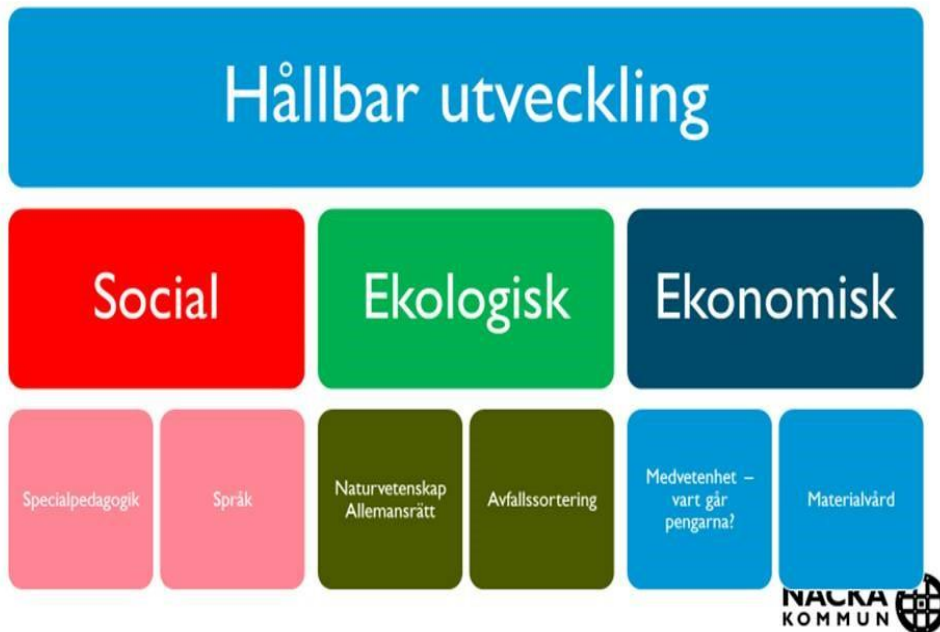 Hållbar utveckling
Social
Ekologisk
Ekonomisk
Specialpedagogik
Språk
Naturvetenskap
Allemansrätt
Avfallssortering
Medvetenhet –
vart går
pengarna?
Materialvård
NACKA
KOMMUN